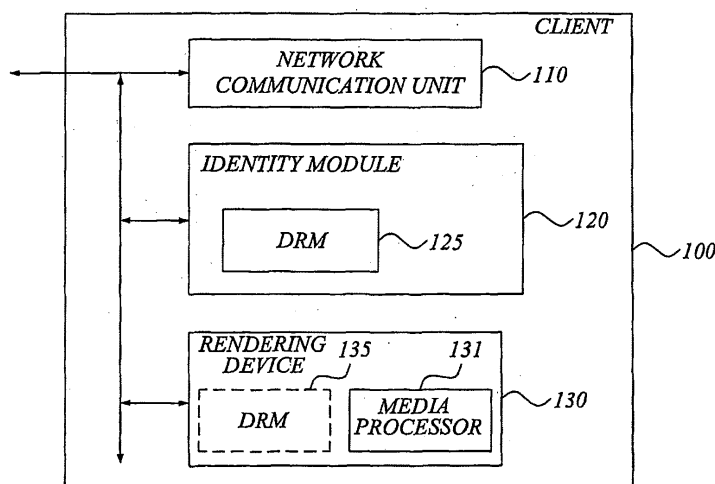 CLIENT
NETWORK
COMMUNICATION UNIT
110
IDENTITY MODULE
120
DRM
125
100
RENDERING
DEVICE
135
131
DRM
MEDIA
PROCESSOR
130